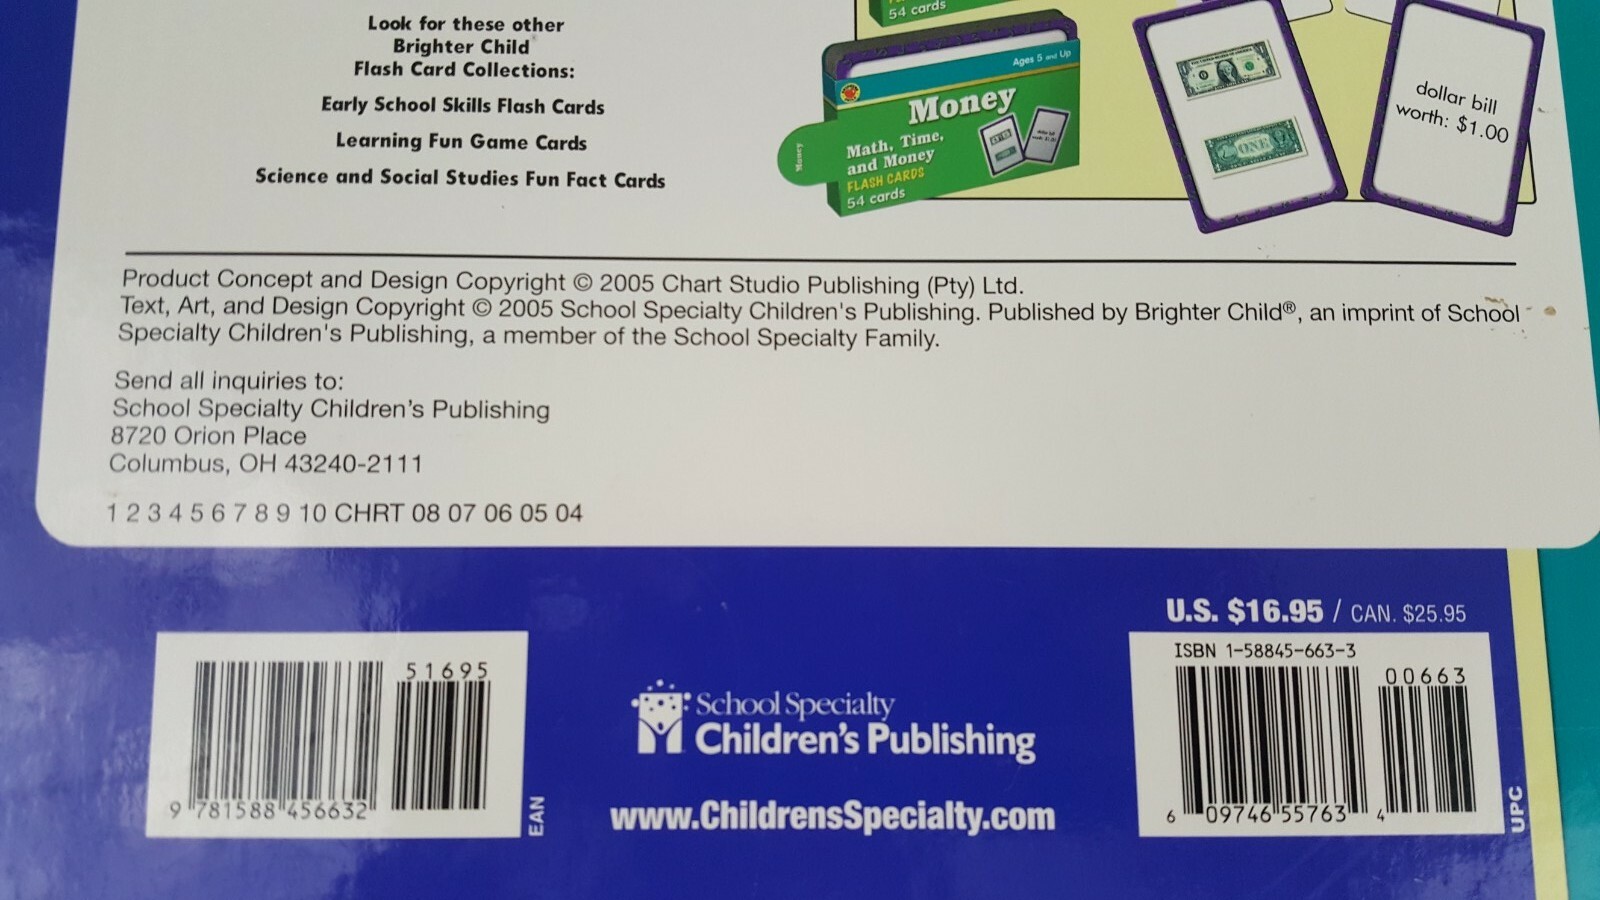 Look for these other
Brighter Child
Flash Card Collections:
Early School Skills Flash Cards
Learning Fun Game Cards
Science and Social Studies Fun Fact Cards
54 cards
Ages 5 and Up
Money
Math, Time,
and Money
FLASH CARDS
54 cards
Money
ONE
dollar bill
worth: $1.00
Product Concept and Design Copyright © 2005 Chart Studio Publishing (Pty) Ltd.
Text, Art, and Design Copyright © 2005 School Specialty Children's Publishing. Published by Brighter Child®, an imprint of School
Specialty Children's Publishing, a member of the School Specialty Family.
Send all inquiries to:
School Specialty Children's Publishing
8720 Orion Place
Columbus, OH 43240-2111
1 2 3 4 5 6 7 8 9 10 CHRT 08 07 06 05 04
51695
9 781588 456632
EAN
School Specialty
Children's Publishing
www.ChildrensSpecialty.com
U.S. $16.95 / CAN. $25.95
ISBN 1-58845-663-3
00663
6 09746 55763 4
UPC